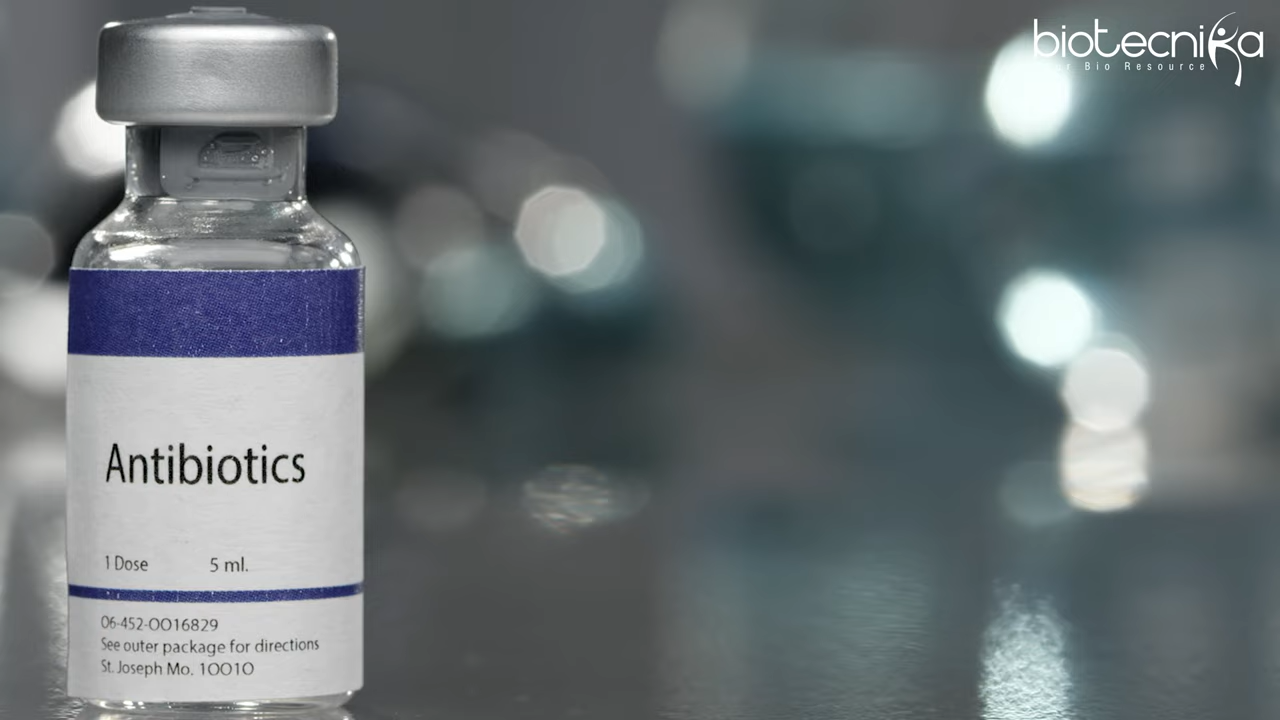 biotecnika
Bio Resource
Antibiotics
1 Dose 5 ml.
06-452-0016829
See outer package for directions
St. Joseph Mo. 10010